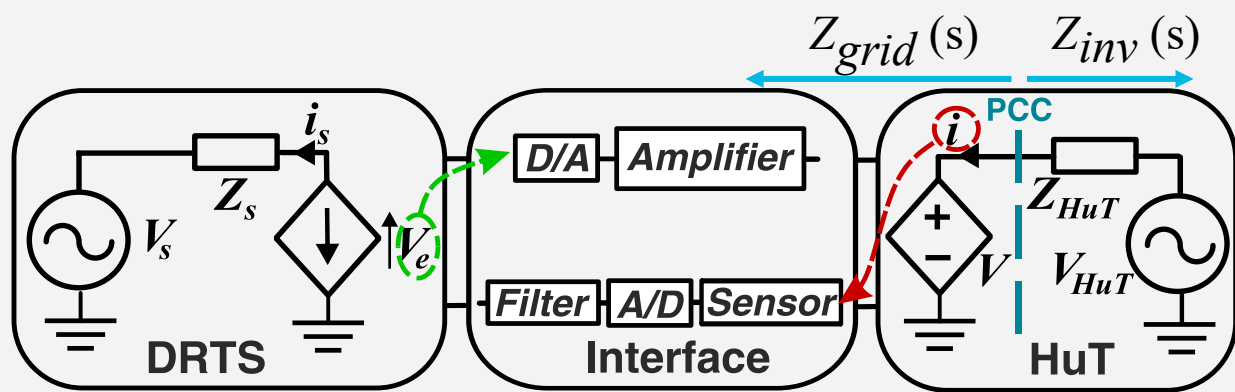 Z_grid (s) Z_inv (s)
PCC
i_s
i
D/A Amplifier
Z_s
Z_HuT
V_s
V_e
+
−
V
V_HuT
Filter A/D Sensor
DRTS
Interface
HuT